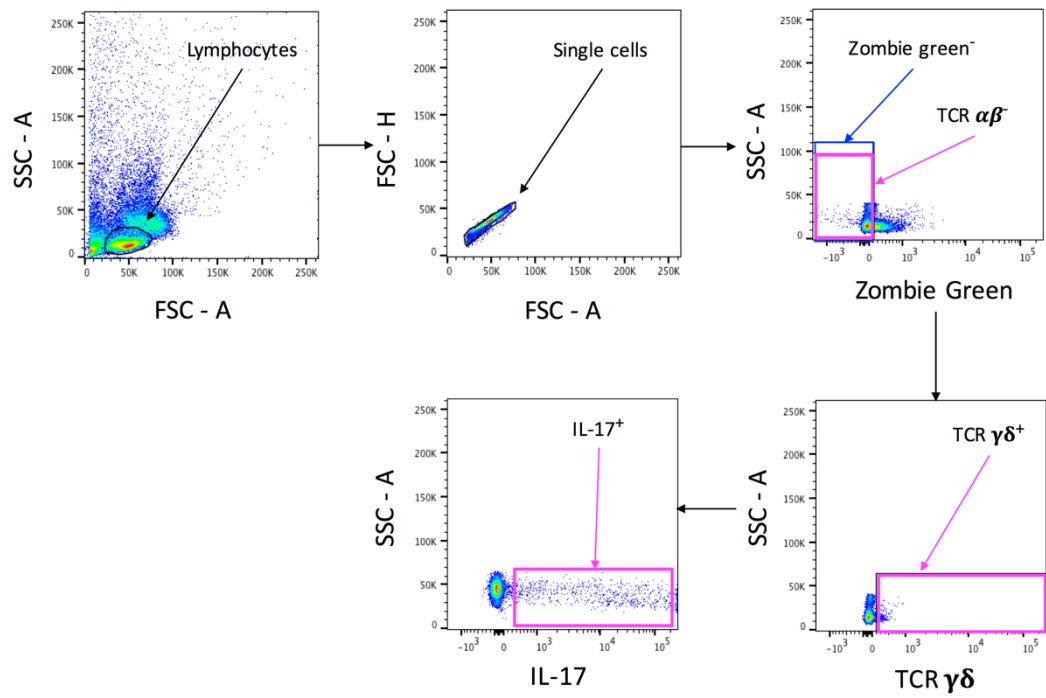 250K
200K
150K
100K
50K
0
SSC - A
Lymphocytes
0 50K 100K 150K 200K 250K
FSC - A
250K
200K
150K
100K
50K
0
FSC - H
Single cells
50K 100K 150K 200K 250K
FSC - A
250K
200K
150K
100K
50K
0
SSC - A
Zombie green⁻
TCR αβ⁻
-10³ 0 10³ 10⁴ 10⁵
Zombie Green
250K
200K
150K
100K
50K
0
SSC - A
IL-17⁺
-10³ 0 10³ 10⁴ 10⁵
IL-17
250K
200K
150K
100K
50K
0
SSC - A
TCR γδ⁺
-10³ 0 10³ 10⁴ 10⁵
TCR γδ